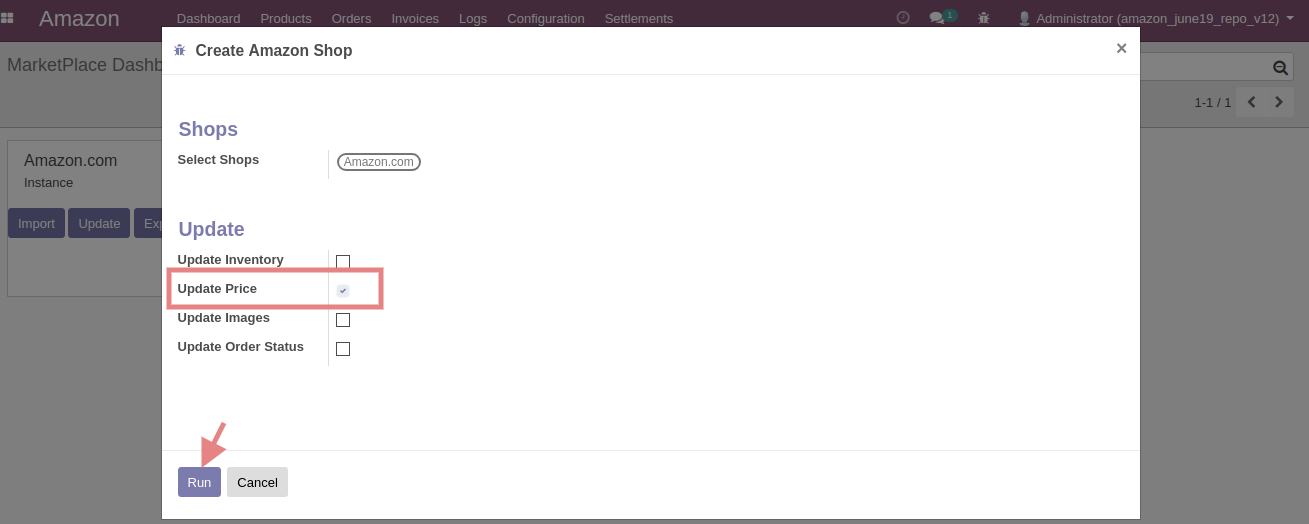 Amazon Dashboard Products Orders Invoices Logs Configuration Settlements 1 Administrator (amazon_june19_repo_v12)
Create Amazon Shop ×
MarketPlace Dashb
1-1 / 1
Shops
Select Shops Amazon.com
Amazon.com
Instance
Import Update Exp
Update
Update Inventory
Update Price
Update Images
Update Order Status
Run Cancel